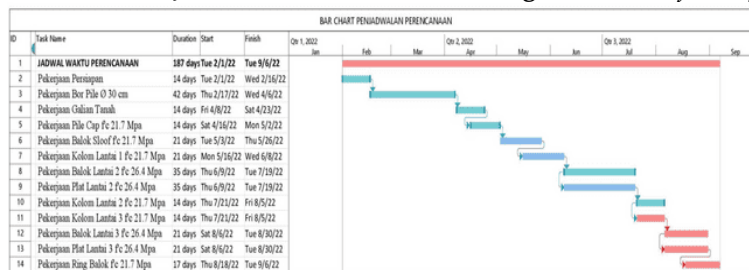 BAR CHART PENJADWALAN PERENCANAAN
ID Task Name Duration Start Finish Qtr 1, 2022 Qtr 2, 2022 Qtr 3, 2022
Jan Feb Mar Apr May Jun Jul Aug Sep
1 JADWAL WAKTU PERENCANAAN 187 days Tue 2/1/22 Tue 9/6/22
2 Pekerjaan Persiapan 14 days Tue 2/1/22 Wed 2/16/22
3 Pekerjaan Bor Pile Ø 30 cm 42 days Thu 2/17/22 Wed 4/6/22
4 Pekerjaan Galian Tanah 14 days Fri 4/8/22 Sat 4/23/22
5 Pekerjaan Pile Cap f'c 21.7 Mpa 14 days Sat 4/16/22 Mon 5/2/22
6 Pekerjaan Balok Sloof f'c 21.7 Mpa 21 days Tue 5/3/22 Thu 5/26/22
7 Pekerjaan Kolom Lantai 1 f'c 21.7 Mpa 21 days Mon 5/16/22 Wed 6/8/22
8 Pekerjaan Balok Lantai 2 f'c 26.4 Mpa 35 days Thu 6/9/22 Tue 7/19/22
9 Pekerjaan Plat Lantai 2 f'c 26.4 Mpa 35 days Thu 6/9/22 Tue 7/19/22
10 Pekerjaan Kolom Lantai 2 f'c 21.7 Mpa 14 days Thu 7/21/22 Fri 8/5/22
11 Pekerjaan Kolom Lantai 3 f'c 21.7 Mpa 14 days Thu 7/21/22 Fri 8/5/22
12 Pekerjaan Balok Lantai 3 f'c 26.4 Mpa 21 days Sat 8/6/22 Tue 8/30/22
13 Pekerjaan Plat Lantai 3 f'c 26.4 Mpa 21 days Sat 8/6/22 Tue 8/30/22
14 Pekerjaan Ring Balok f'c 21.7 Mpa 17 days Thu 8/18/22 Tue 9/6/22